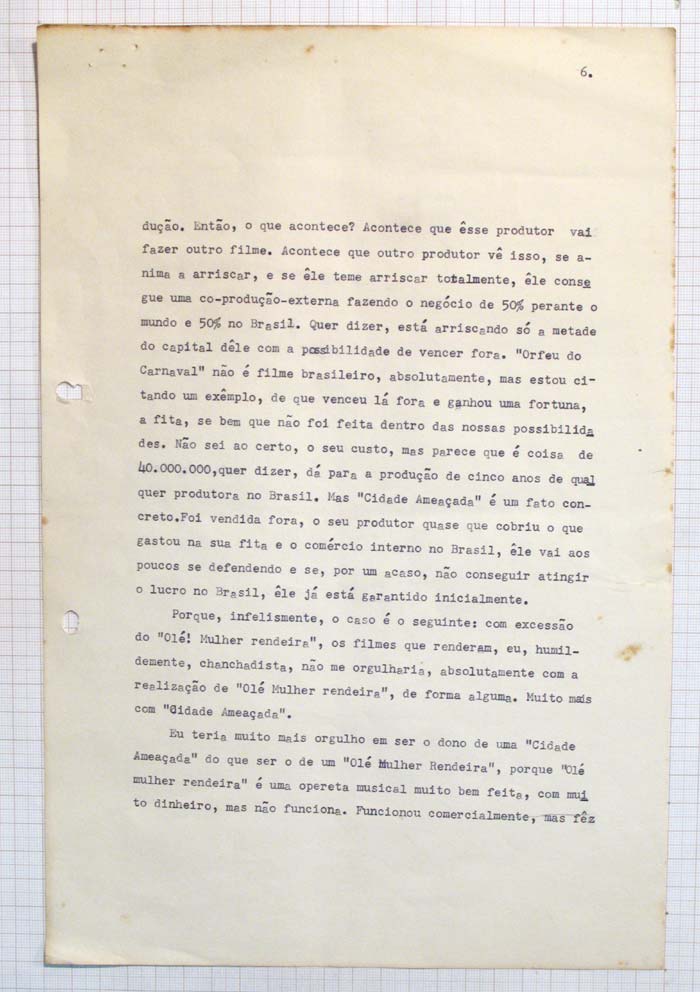 6.
dução. Então, o que acontece? Acontece que êsse produtor vai
fazer outro filme. Acontece que outro produtor vê isso, se a-
nima a arriscar, e se êle teme arriscar totalmente, êle conse
gue uma co-produção-externa fazendo o negócio de 50% perante o
mundo e 50% no Brasil. Quer dizer, está arriscando só a metade
do capital dêle com a possibilidade de vencer fora. "Orfeu do
Carnaval" não é filme brasileiro, absolutamente, mas estou ci-
tando um exêmplo, de que venceu lá fora e ganhou uma fortuna,
a fita, se bem que não foi feita dentro das nossas possibilida
des. Não sei ao certo, o seu custo, mas parece que é coisa de
40.000.000,quer dizer, dá para a produção de cinco anos de qual
quer produtora no Brasil. Mas "Cidade Ameaçada" é um fato con-
creto.Foi vendida fora, o seu produtor quase que cobriu o que
gastou na sua fita e o comércio interno no Brasil, êle vai aos
poucos se defendendo e se, por um acaso, não conseguir atingir
o lucro no Brasil, êle já está garantido inicialmente.
Porque, infelismente, o caso é o seguinte: com excessão
do "Olé! Mulher rendeira", os filmes que renderam, eu, humil-
demente, chanchadista, não me orgulharia, absolutamente com a
realização de "Olé Mulher rendeira", de forma alguma. Muito mais
com "Cidade Ameaçada".
Eu teria muito mais orgulho em ser o dono de uma "Cidade
Ameaçada" do que ser o de um "Olé Mulher Rendeira", porque "Olé
mulher rendeira" é uma opereta musical muito bem feita, com mui
to dinheiro, mas não funciona. Funcionou comercialmente, mas fêz